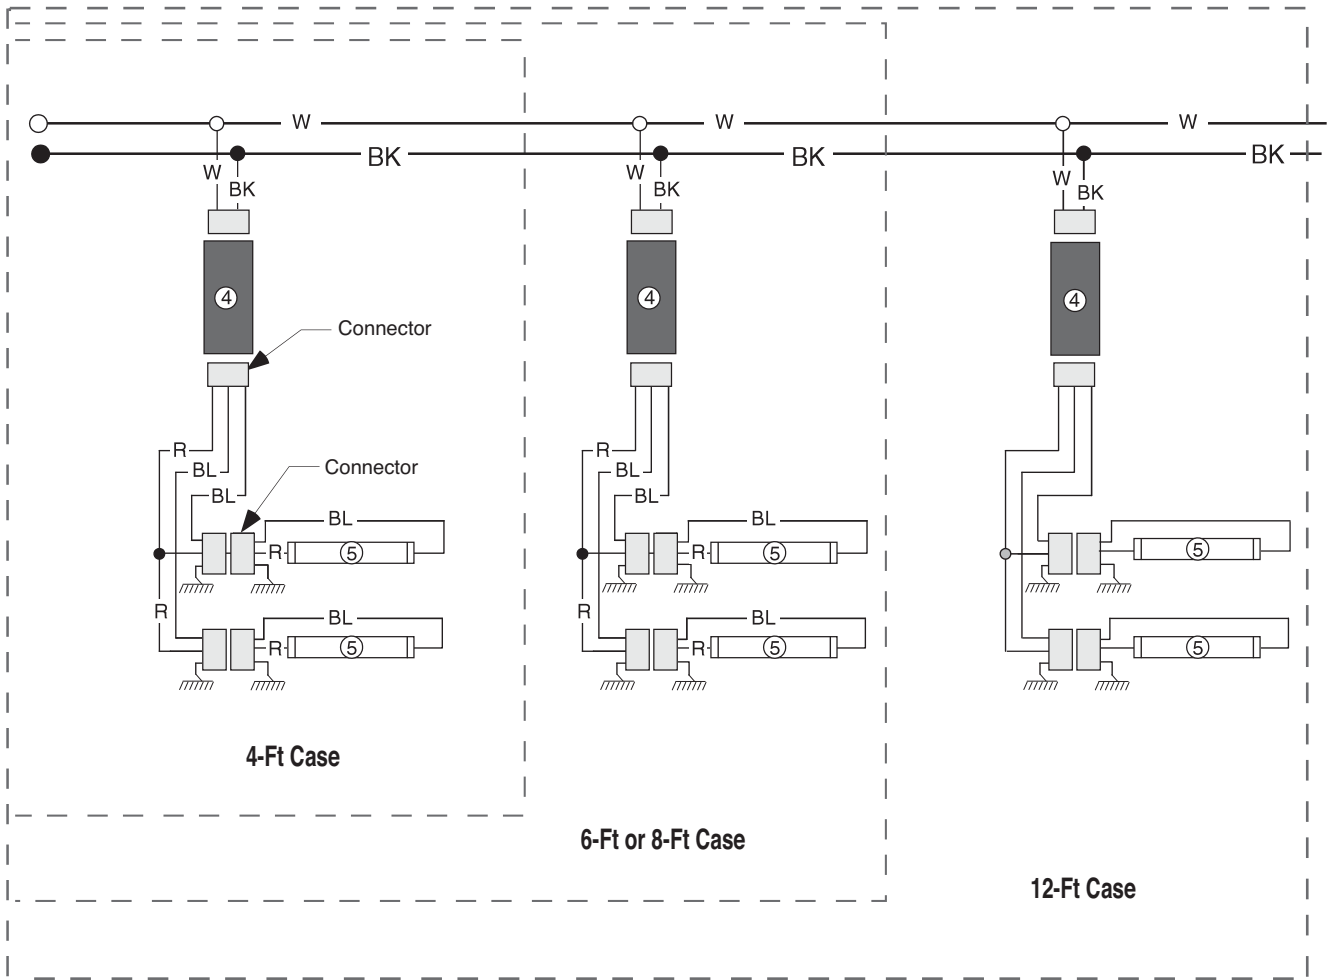 W W W
BK BK BK
W BK W BK W BK
4 4 4
Connector
R BL BL R BL BL
Connector
BL BL
R 5 R 5 5
R R
BL BL
R 5 R 5 5
4-Ft Case
6-Ft or 8-Ft Case
12-Ft Case